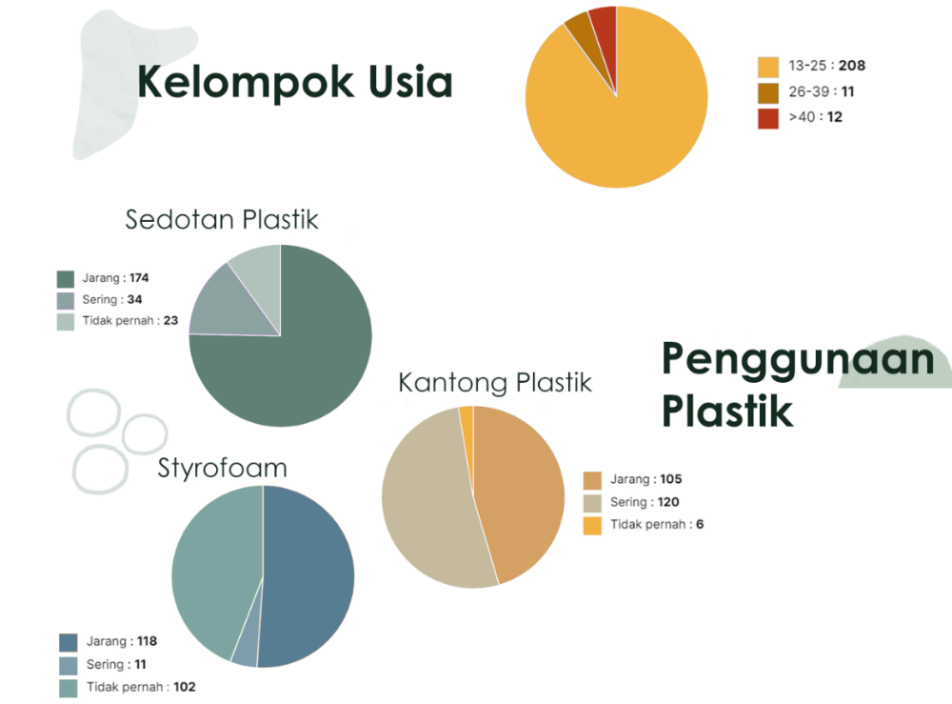 Kelompok Usia
13-25 : 208
26-39 : 11
>40 : 12
Sedotan Plastik
Jarang : 174
Sering : 34
Tidak pernah : 23
Penggunaan
Plastik
Kantong Plastik
Jarang : 105
Sering : 120
Tidak pernah : 6
Styrofoam
Jarang : 118
Sering : 11
Tidak pernah : 102